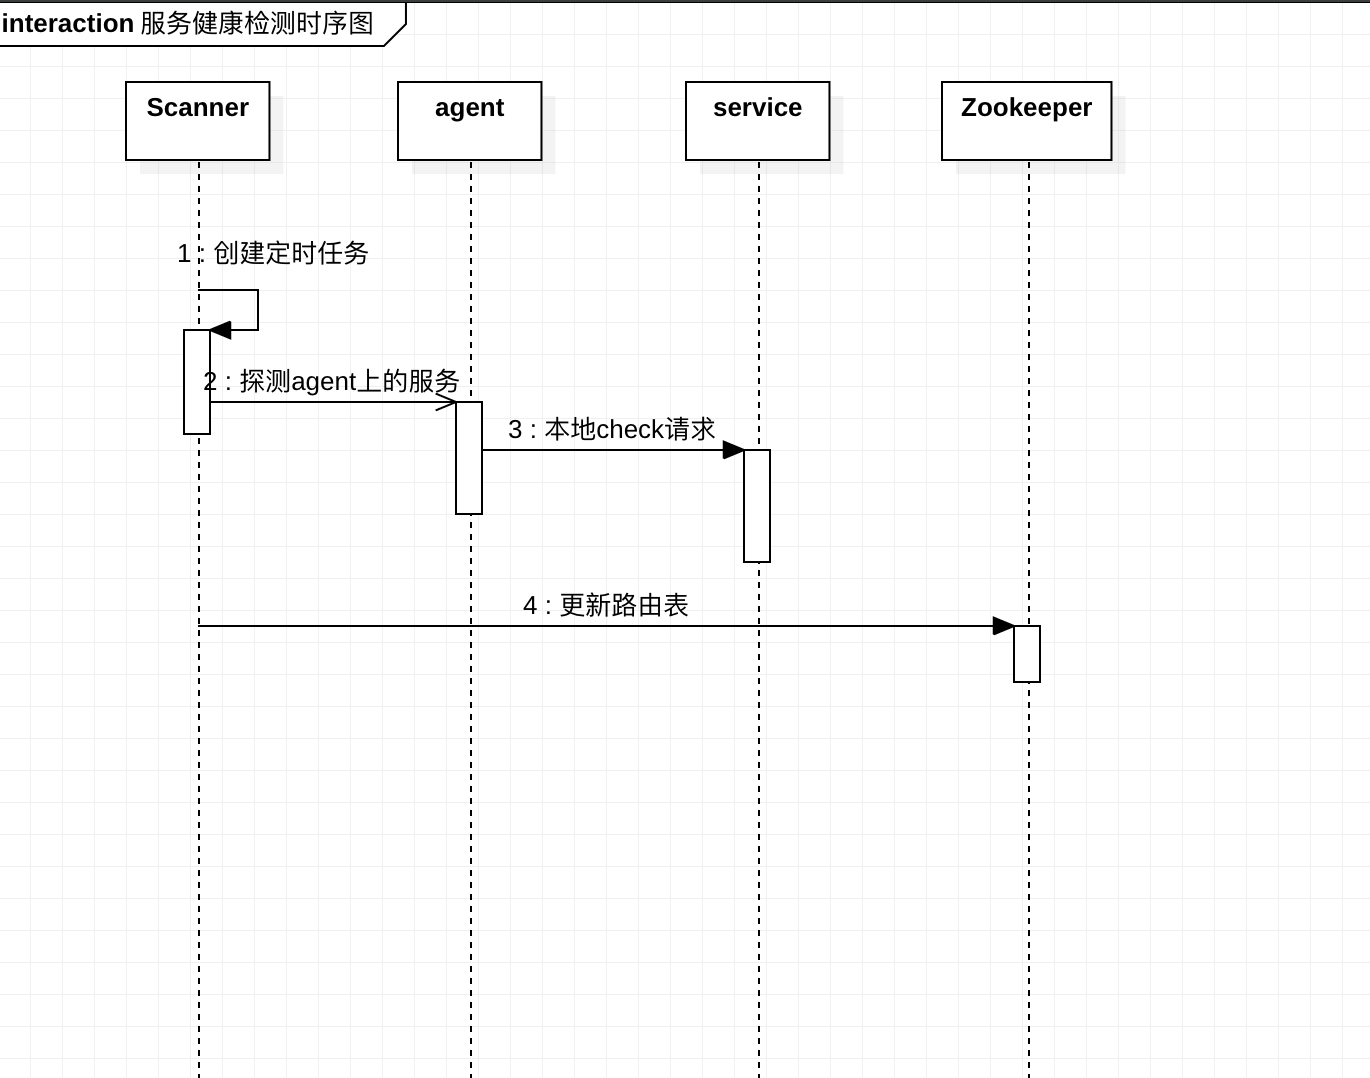 interaction 服务健康检测时序图
Scanner
agent
service
Zookeeper
1 : 创建定时任务
2 : 探测agent上的服务
3 : 本地check请求
4 : 更新路由表